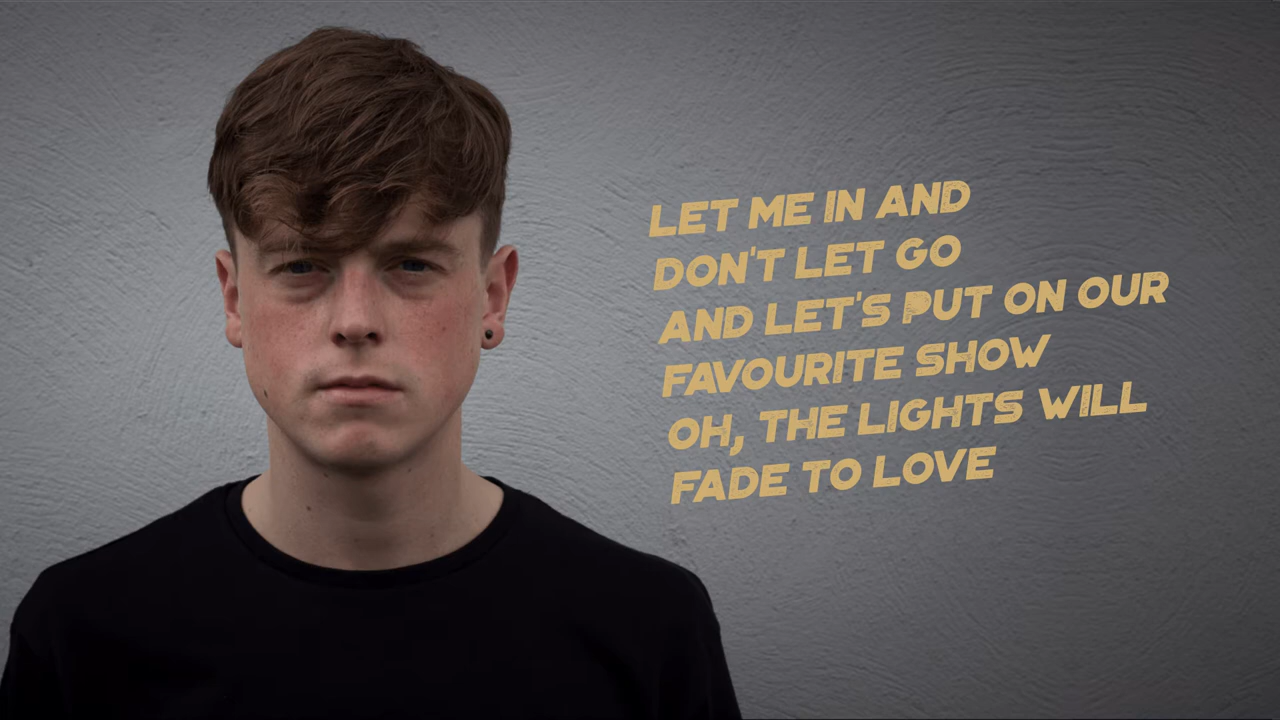 LET ME IN AND
DON'T LET GO
AND LET'S PUT ON OUR
FAVOURITE SHOW
OH, THE LIGHTS WILL
FADE TO LOVE